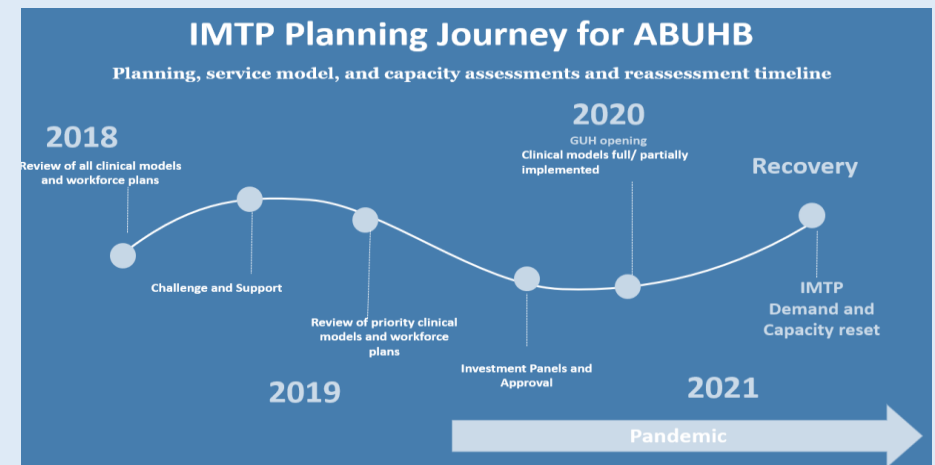 IMTP Planning Journey for ABUHB
Planning, service model, and capacity assessments and reassessment timeline
2018
Review of all clinical models
and workforce plans
Challenge and Support
Review of priority clinical
models and workforce
plans
2019
2020
GUH opening
Clinical models full/ partially
implemented
Investment Panels and
Approval
2021
Recovery
IMTP
Demand and
Capacity reset
Pandemic